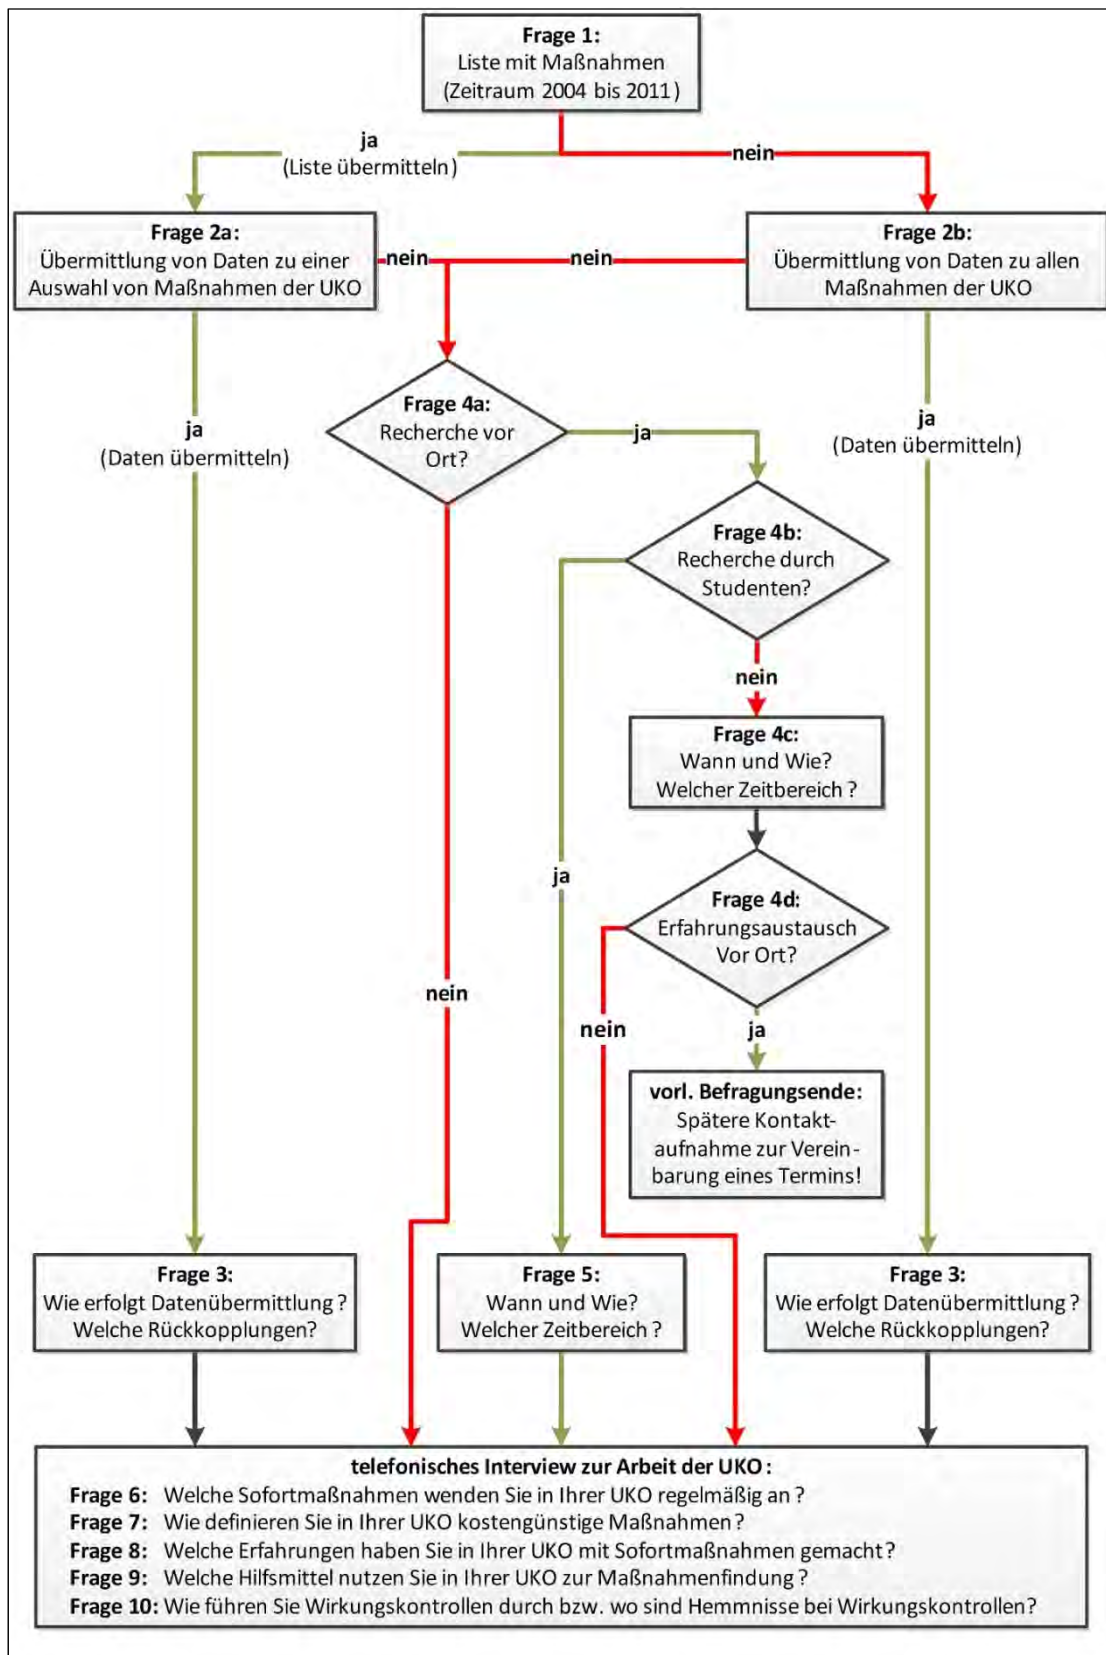 Frage 1:
Liste mit Maßnahmen
(Zeitraum 2004 bis 2011)
ja
(Liste übermitteln)
nein
Frage 2a:
Übermittlung von Daten zu einer
Auswahl von Maßnahmen der UKO
nein
nein
Frage 2b:
Übermittlung von Daten zu allen
Maßnahmen der UKO
ja
(Daten übermitteln)
Frage 4a:
Recherche vor
Ort?
ja
ja
(Daten übermitteln)
Frage 4b:
Recherche durch
Studenten?
nein
Frage 4c:
Wann und Wie?
Welcher Zeitbereich ?
ja
Frage 4d:
Erfahrungsaustausch
Vor Ort?
nein
nein
ja
vorl. Befragungsende:
Spätere Kontakt-
aufnahme zur Verein-
barung eines Termins!
Frage 3:
Wie erfolgt Datenübermittlung ?
Welche Rückkopplungen?
Frage 5:
Wann und Wie?
Welcher Zeitbereich ?
Frage 3:
Wie erfolgt Datenübermittlung ?
Welche Rückkopplungen?
telefonisches Interview zur Arbeit der UKO :
Frage 6: Welche Sofortmaßnahmen wenden Sie in Ihrer UKO regelmäßig an ?
Frage 7: Wie definieren Sie in Ihrer UKO kostengünstige Maßnahmen ?
Frage 8: Welche Erfahrungen haben Sie in Ihrer UKO mit Sofortmaßnahmen gemacht ?
Frage 9: Welche Hilfsmittel nutzen Sie in Ihrer UKO zur Maßnahmenfindung ?
Frage 10: Wie führen Sie Wirkungskontrollen durch bzw. wo sind Hemmnisse bei Wirkungskontrollen?